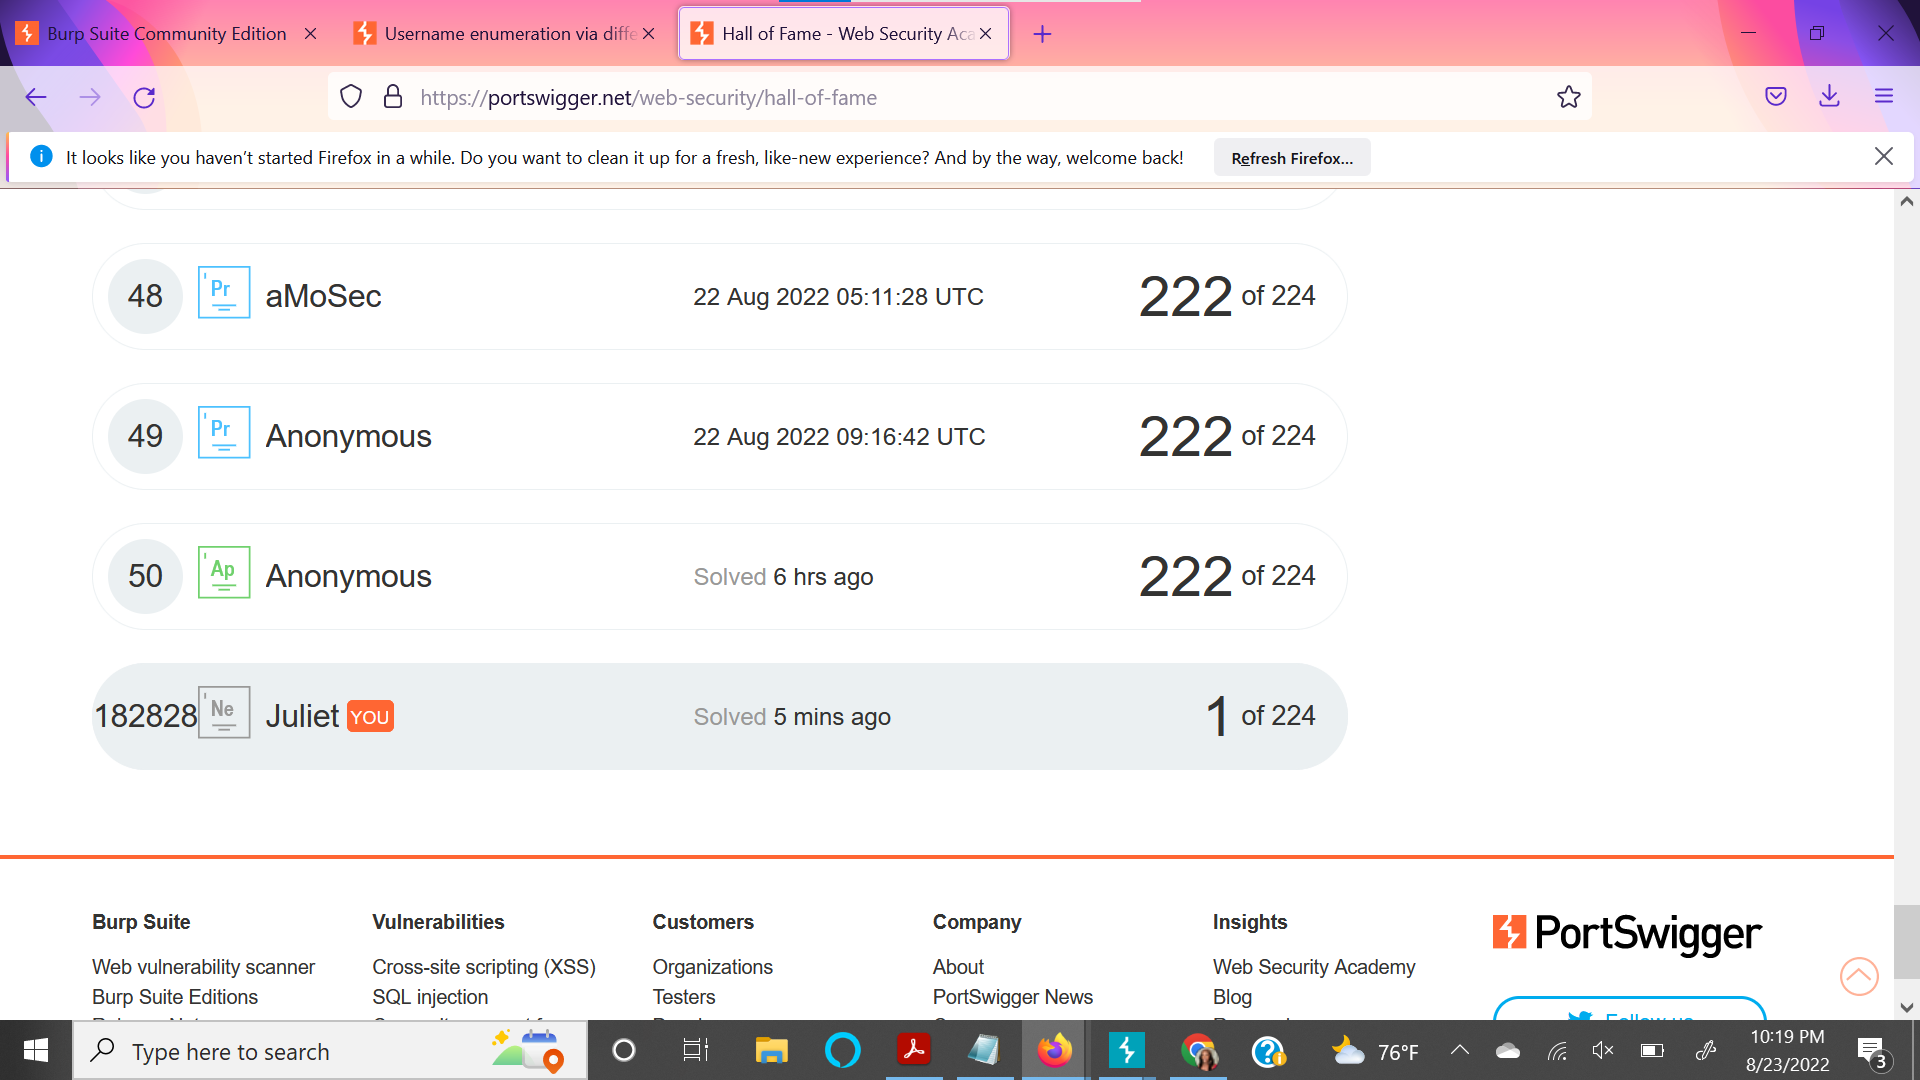 Burp Suite Community Edition
Username enumeration via diffe
Hall of Fame - Web Security Aca
https://portswigger.net/web-security/hall-of-fame
It looks like you haven’t started Firefox in a while. Do you want to clean it up for a fresh, like-new experience? And by the way, welcome back!
Refresh Firefox...
48 Pr aMoSec 22 Aug 2022 05:11:28 UTC 222 of 224
49 Pr Anonymous 22 Aug 2022 09:16:42 UTC 222 of 224
50 Ap Anonymous Solved 6 hrs ago 222 of 224
182828 Ne Juliet YOU Solved 5 mins ago 1 of 224
Burp Suite Vulnerabilities Customers Company Insights
PortSwigger
Web vulnerability scanner Cross-site scripting (XSS) Organizations About Web Security Academy
Burp Suite Editions SQL injection Testers PortSwigger News Blog
Follow us
Type here to search
76°F
10:19 PM
8/23/2022
3